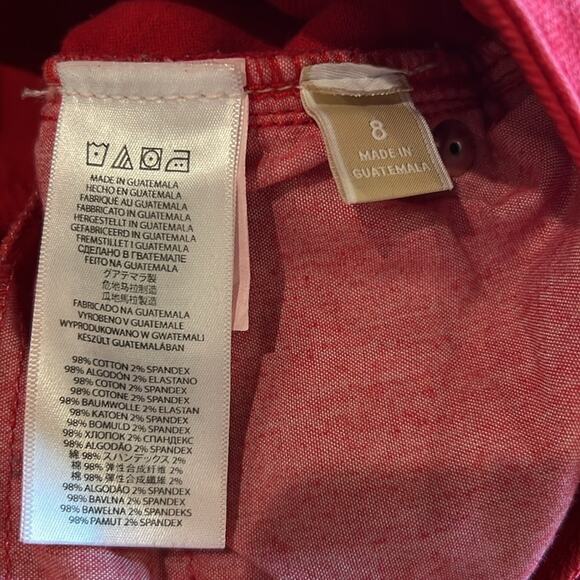 MADE IN GUATEMALA
HECHO EN GUATEMALA
FABRIQUÉ AU GUATEMALA
FABBRICATO IN GUATEMALA
HERGESTELLT IN GUATEMALA
GEFABRICEERD IN GUATEMALA
FREMSTILLET I GUATEMALA
СДЕЛАНО В ГВАТЕМАЛЕ
FEITO NA GUATEMALA
グアテマラ製
危地马拉制造
瓜地馬拉製造
FABRICADO NA GUATEMALA
VYROBENO V GUATEMALE
WYPRODUKOWANO W GWATEMALI
KÉSZÜLT GUATEMALÁBAN
98% COTTON 2% SPANDEX
98% ALGODÓN 2% ELASTANO
98% COTON 2% SPANDEX
98% COTONE 2% SPANDEX
98% BAUMWOLLE 2% ELASTAN
98% KATOEN 2% SPANDEX
98% BOMULD 2% SPANDEX
98% ХЛОПОК 2% СПАНДЕКС
98% ALGODÃO 2% SPANDEX
綿 98% スパンデックス 2%
棉 98% 弹性合成纤维 2%
棉 98% 弹性合成纖維 2%
98% ALGODÃO 2% SPANDEX
98% BAVLNA 2% SPANDEX
98% BAWEŁNA 2% SPANDEKS
98% PAMUT 2% SPANDEX
8
MADE IN
GUATEMALA